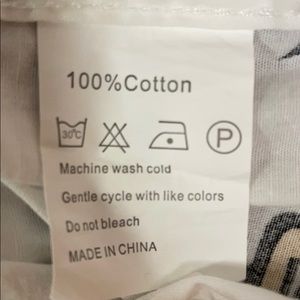 100%Cotton
30°C P
Machine wash cold
Gentle cycle with like colors
Do not bleach
MADE IN CHINA